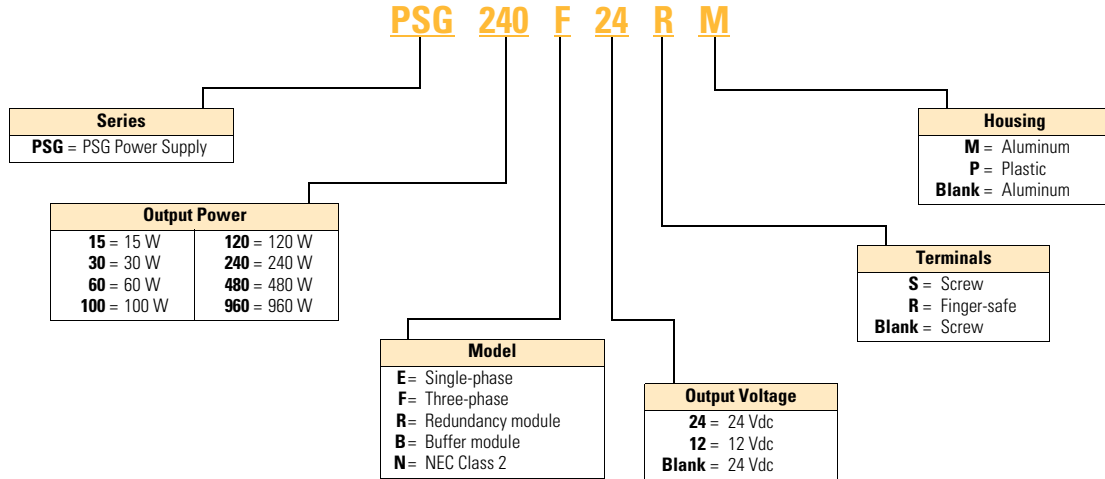 PSG 240 F 24 R M
Series
PSG = PSG Power Supply
Housing
M = Aluminum
P = Plastic
Blank = Aluminum
Output Power
15 = 15 W
30 = 30 W
60 = 60 W
100 = 100 W
120 = 120 W
240 = 240 W
480 = 480 W
960 = 960 W
Terminals
S = Screw
R = Finger-safe
Blank = Screw
Model
E = Single-phase
F = Three-phase
R = Redundancy module
B = Buffer module
N = NEC Class 2
Output Voltage
24 = 24 Vdc
12 = 12 Vdc
Blank = 24 Vdc